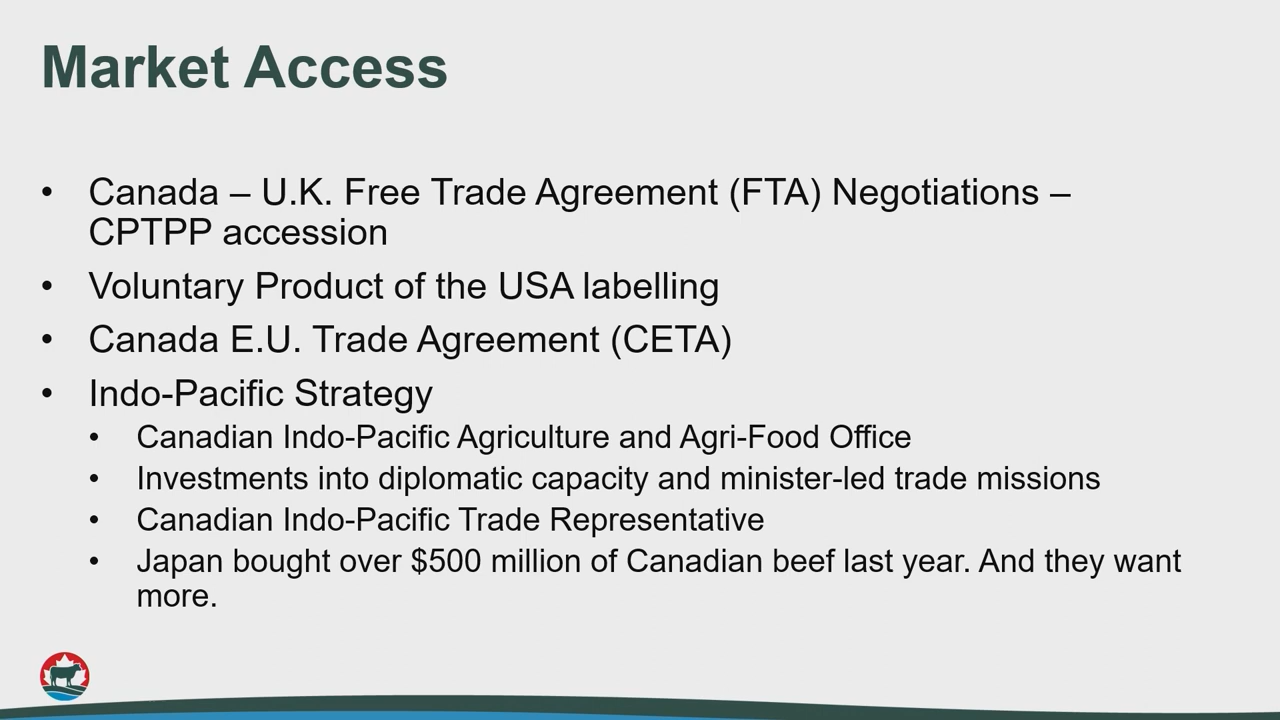 Market Access
• Canada – U.K. Free Trade Agreement (FTA) Negotiations –
CPTPP accession
• Voluntary Product of the USA labelling
• Canada E.U. Trade Agreement (CETA)
• Indo-Pacific Strategy
• Canadian Indo-Pacific Agriculture and Agri-Food Office
• Investments into diplomatic capacity and minister-led trade missions
• Canadian Indo-Pacific Trade Representative
• Japan bought over $500 million of Canadian beef last year. And they want
more.